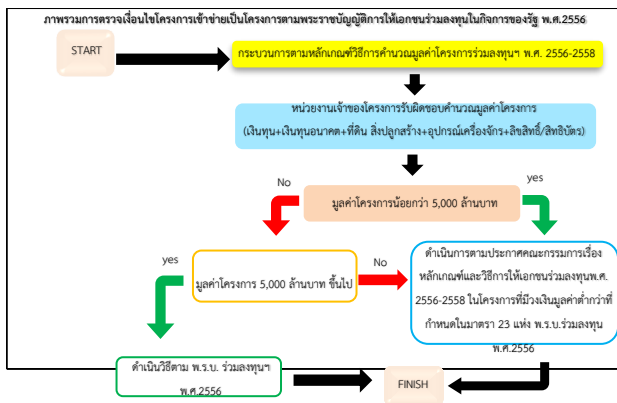 ภาพรวมการตรวจเงื่อนไขโครงการเข้าข่ายเป็นโครงการตามพระราชบัญญัติการให้เอกชนร่วมลงทุนในกิจการของรัฐ พ.ศ.2556
START
กระบวนการตามหลักเกณฑ์วิธีการคำนวณมูลค่าโครงการร่วมลงทุนฯ พ.ศ. 2556-2558
หน่วยงานเจ้าของโครงการรับผิดชอบคำนวณมูลค่าโครงการ
(เงินทุน+เงินทุนอนาคต+ที่ดิน สิ่งปลูกสร้าง+อุปกรณ์เครื่องจักร+ลิขสิทธิ์/สิทธิบัตร)
No
yes
มูลค่าโครงการน้อยกว่า 5,000 ล้านบาท
yes
มูลค่าโครงการ 5,000 ล้านบาท ขึ้นไป
No
ดำเนินการตามประกาศคณะกรรมการเรื่อง
หลักเกณฑ์และวิธีการให้เอกชนร่วมลงทุนพ.ศ.
2556-2558 ในโครงการที่มีวงเงินมูลค่าต่ำกว่าที่
กำหนดในมาตรา 23 แห่ง พ.ร.บ.ร่วมลงทุน
พ.ศ.2556
ดำเนินวิธีตาม พ.ร.บ. ร่วมลงทุนฯ
พ.ศ.2556
FINISH